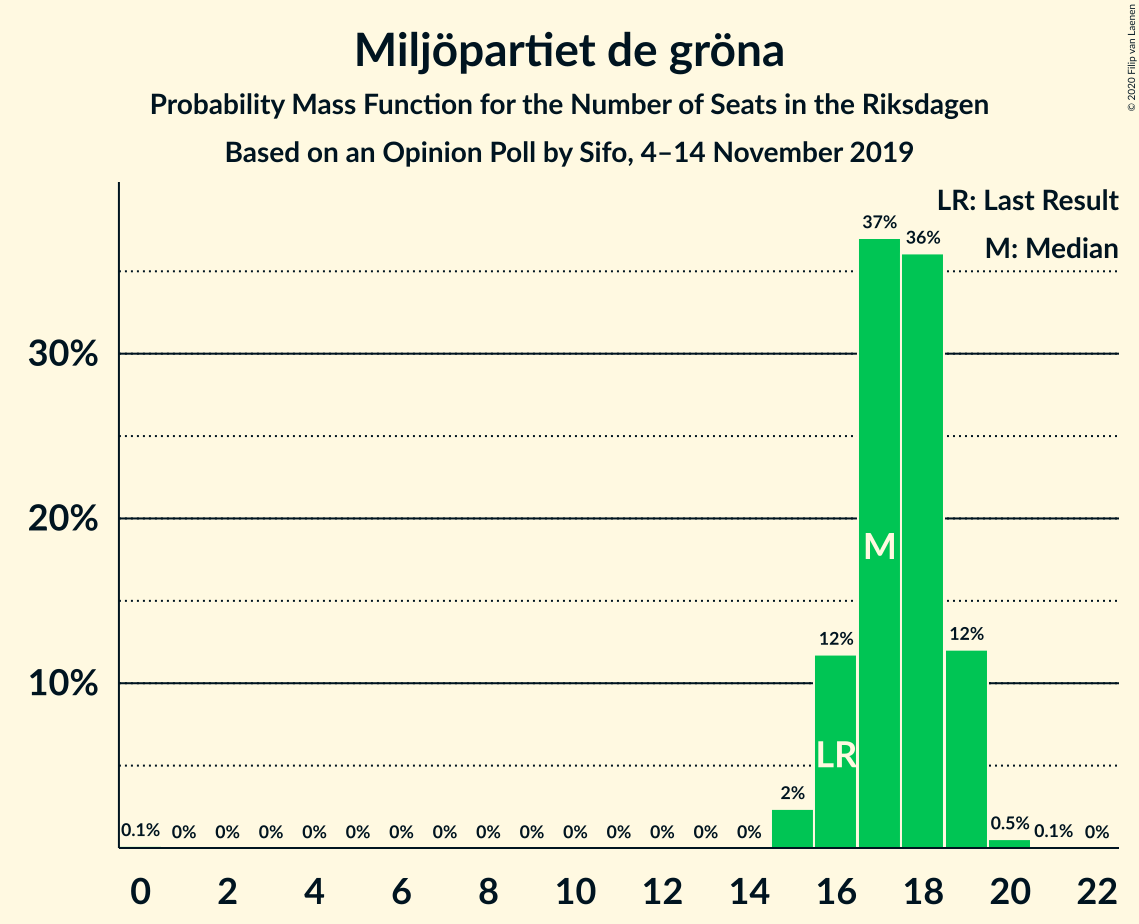 Miljöpartiet de gröna
Probability Mass Function for the Number of Seats in the Riksdagen
Based on an Opinion Poll by Sifo, 4–14 November 2019
© 2020 Filip van Laenen
LR: Last Result
M: Median
37%
36%
30%
20%
M
12%
12%
10%
LR
2%
0.1% 0% 0% 0% 0% 0% 0% 0% 0% 0% 0% 0% 0% 0% 0%
0.5% 0.1% 0%
0 2 4 6 8 10 12 14 16 18 20 22